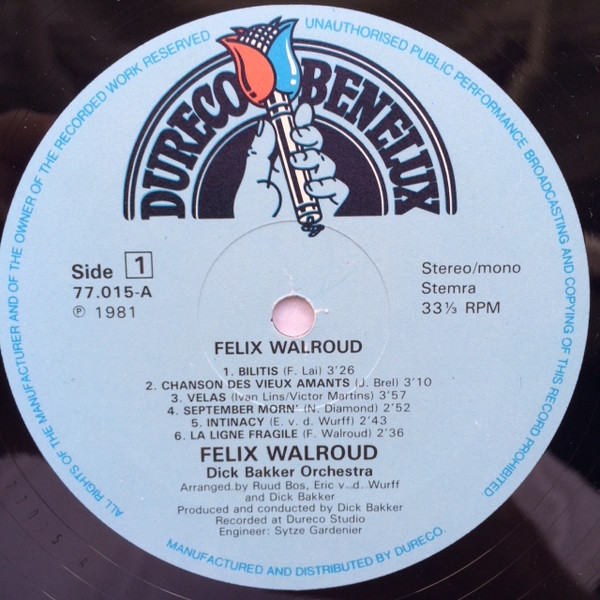 ALL RIGHTS OF THE MANUFACTURER AND OF THE OWNER OF THE RECORDED WORK RESERVED
UNAUTHORISED PUBLIC PERFORMANCE BROADCASTING AND COPYING OF THIS RECORD PROHIBITED
DURECO BENELUX
Side 1
77.015-A
℗ 1981
Stereo/mono
Stemra
33⅓ RPM
FELIX WALROUD
1. BILITIS (F. Lai) 3'26
2. CHANSON DES VIEUX AMANTS (J. Brel) 3'10
3. VELAS (Ivan Lins/Victor Martins) 3'57
4. SEPTEMBER MORN' (N. Diamond) 2'52
5. INTINACY (E. v. d. Wurff) 2'43
6. LA LIGNE FRAGILE (F. Walroud) 2'36
FELIX WALROUD
Dick Bakker Orchestra
Arranged by Ruud Bos, Eric v. d. Wurff
and Dick Bakker
Produced and conducted by Dick Bakker
Recorded at Dureco Studio
Engineer: Sytze Gardenier
MANUFACTURED AND DISTRIBUTED BY DURECO.